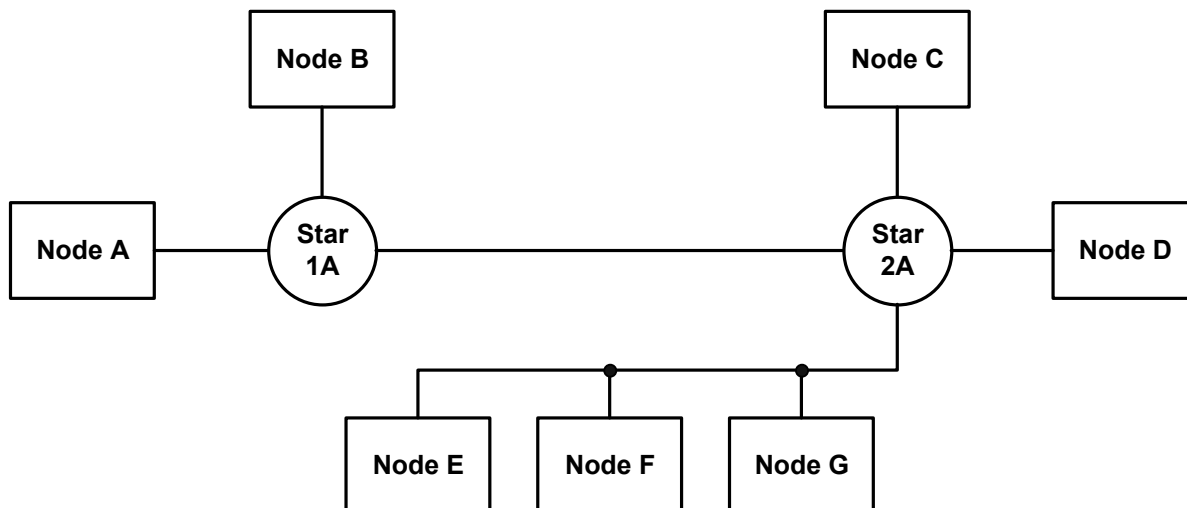 Node B
Node C
Node A
Star
1A
Star
2A
Node D
Node E
Node F
Node G